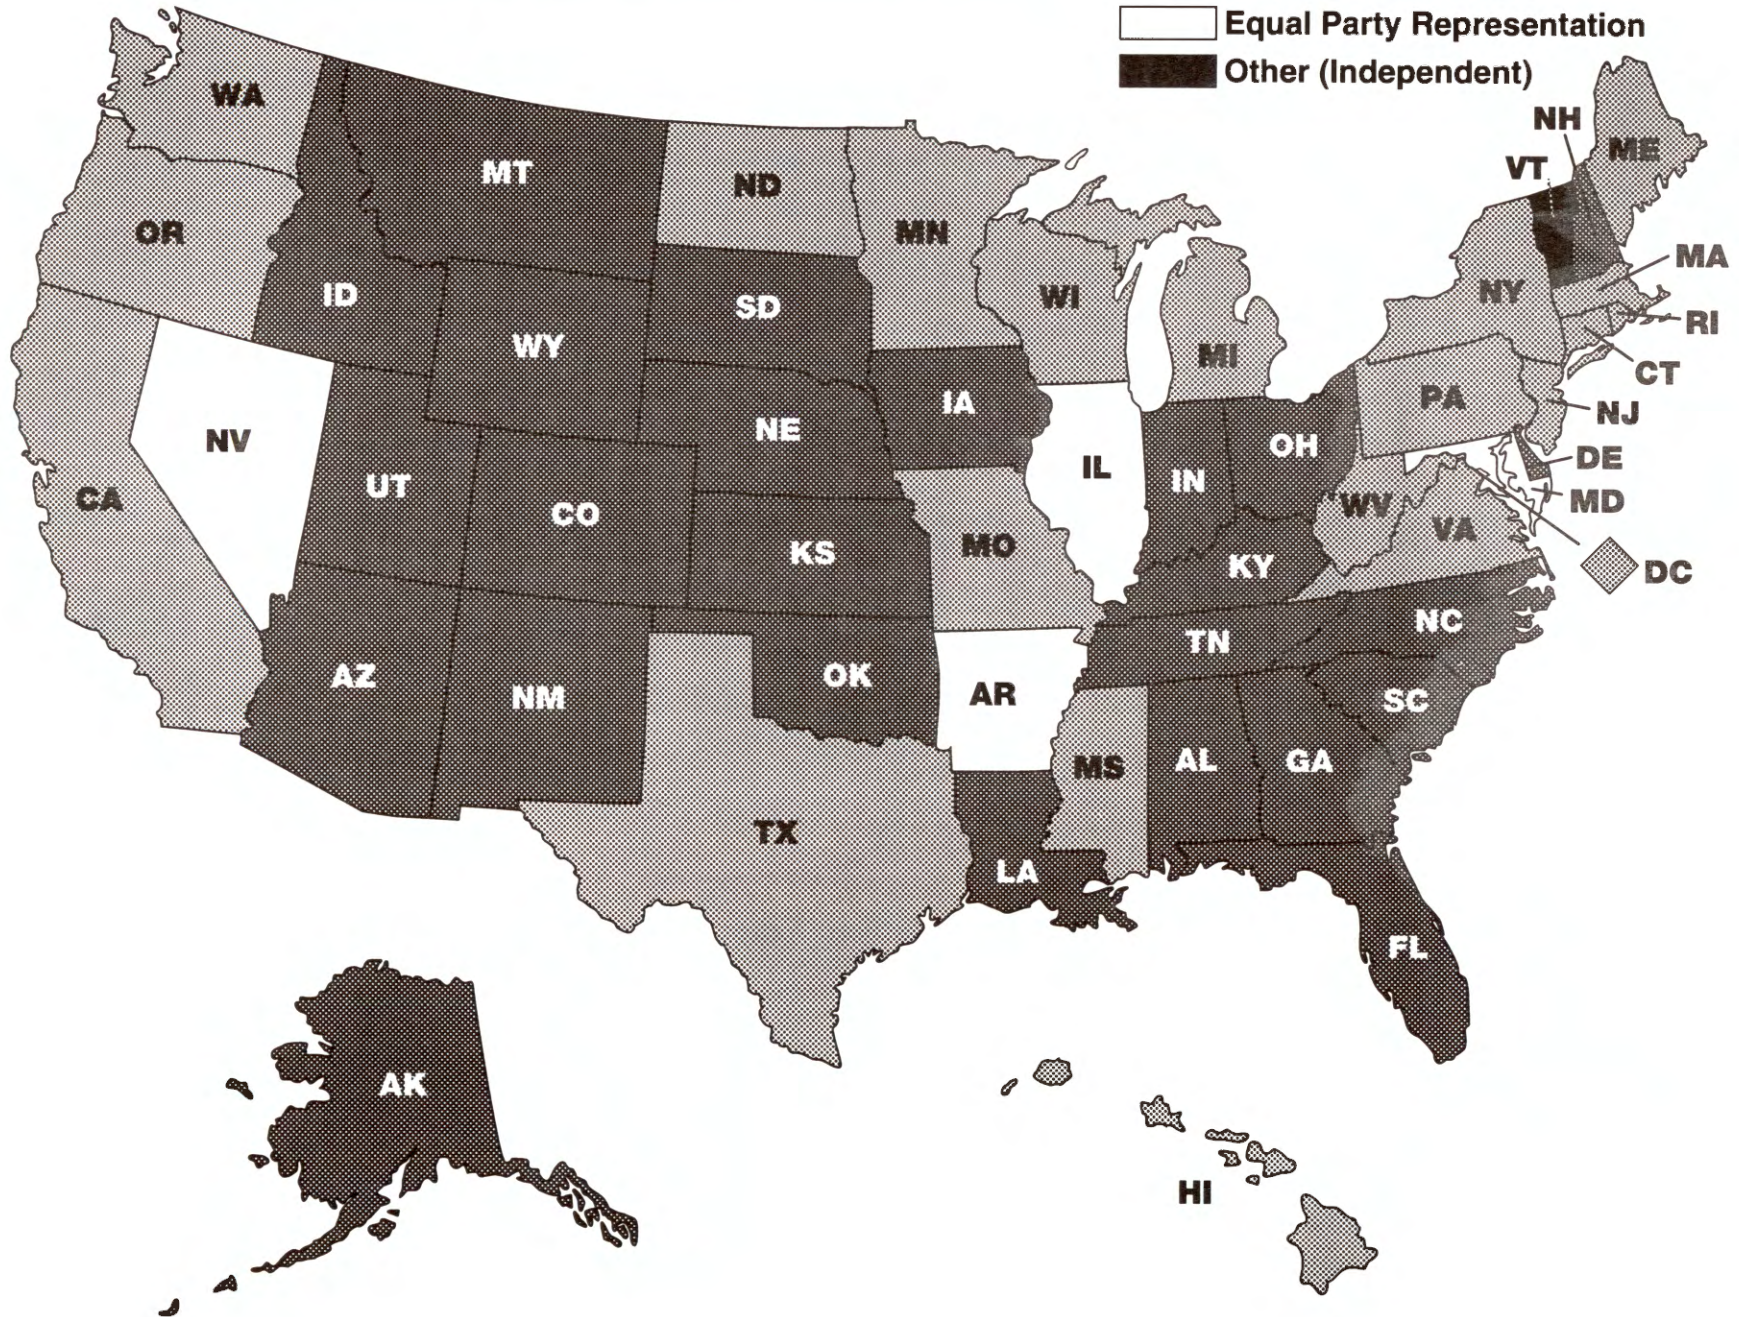 Equal Party Representation
Other (Independent)
NH
VT
ME
WA
MT
ND
MN
OR
ID
WY
SD
WI
MI
NY
MA
RI
CT
NJ
PA
DE
MD
DC
NV
UT
CO
NE
IA
IL
IN
OH
WV
VA
CA
KS
MO
KY
NC
TN
AZ
NM
OK
AR
SC
MS
AL
GA
TX
LA
FL
AK
HI